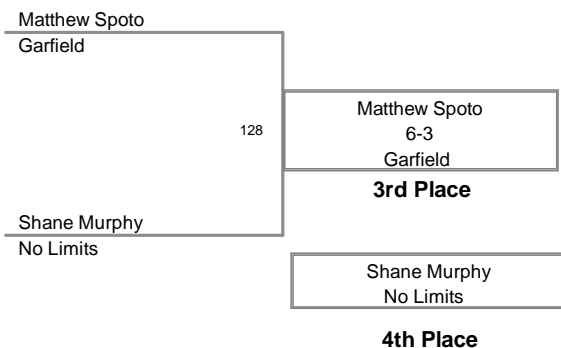 Matthew Spoto
Garfield
128
Matthew Spoto
6-3
Garfield
3rd Place
Shane Murphy
No Limits
Shane Murphy
No Limits
4th Place